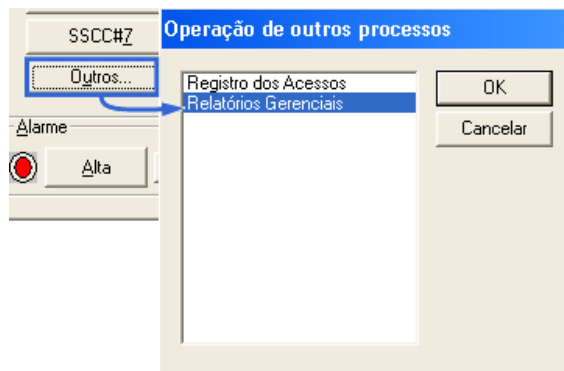 SSCC#7
Outros...
Alarme
Alta
Operação de outros processos
Registro dos Acessos
Relatórios Gerenciais
OK
Cancelar